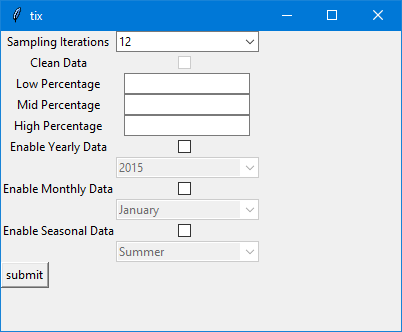 tix
Sampling Iterations 12
Clean Data
Low Percentage
Mid Percentage
High Percentage
Enable Yearly Data
2015
Enable Monthly Data
January
Enable Seasonal Data
Summer
submit